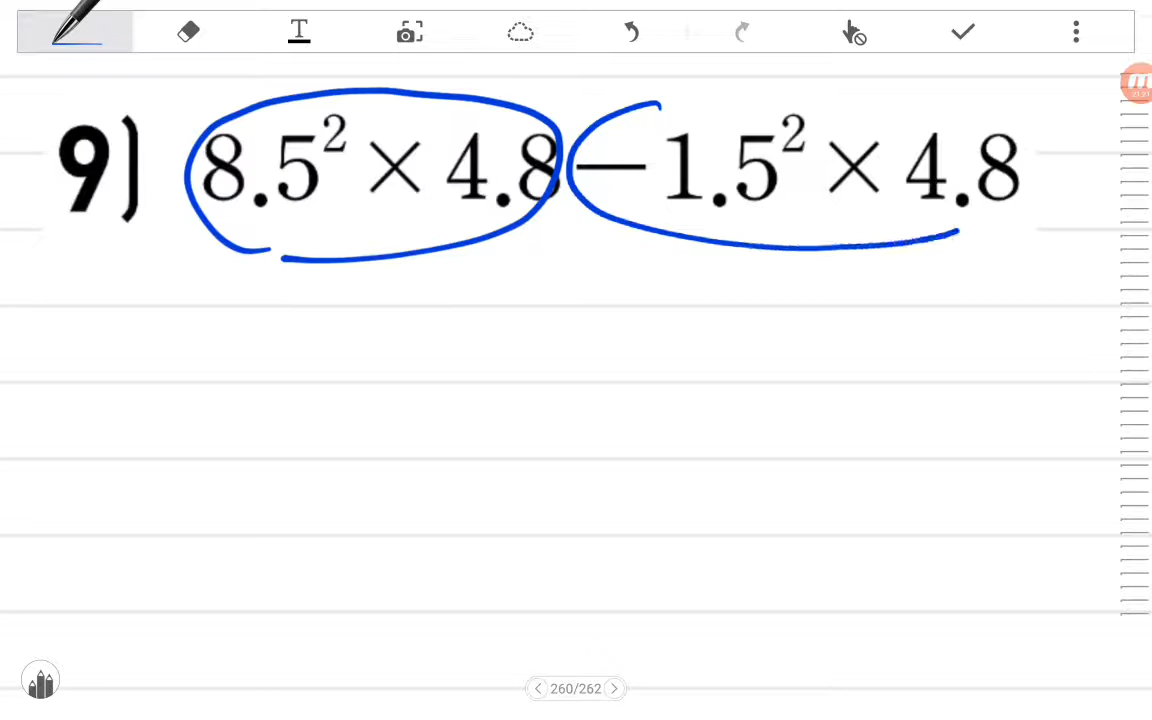 T
9) 8.5² × 4.8 − 1.5² × 4.8
260/262